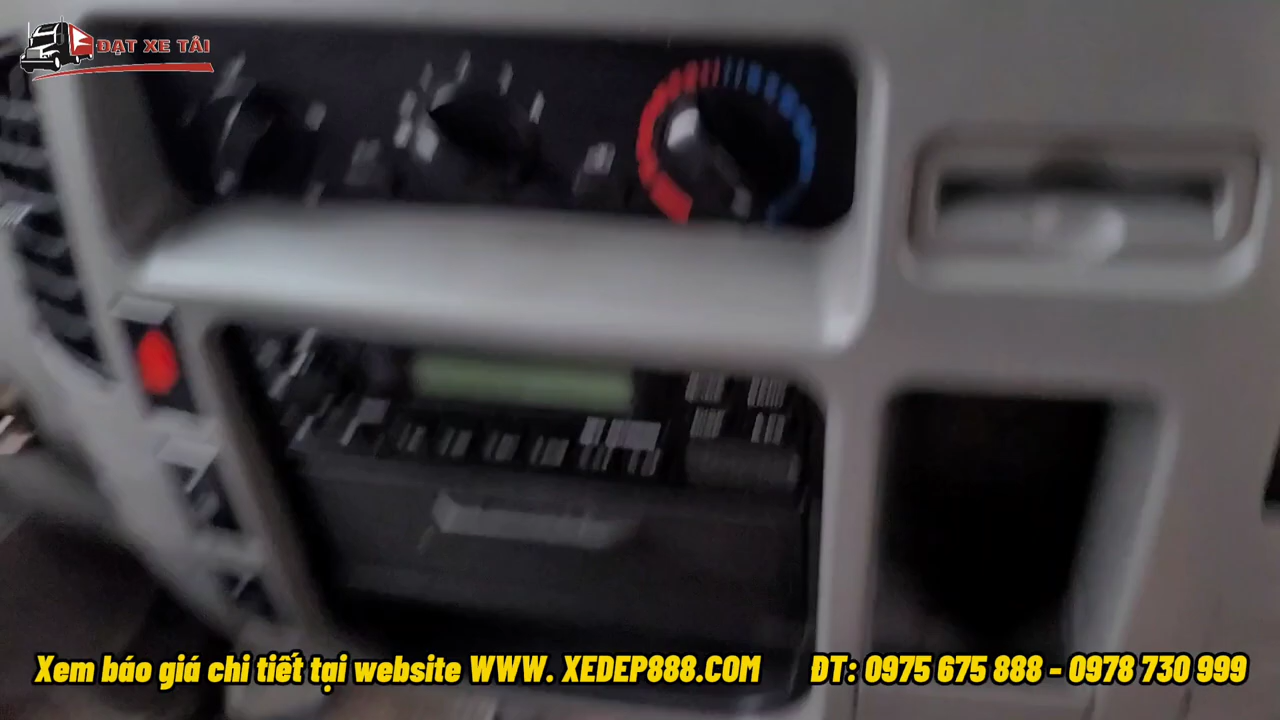 ĐẠT XE TẢI
Xem báo giá chi tiết tại website WWW. XEDEP888.COM ĐT: 0975 675 888 - 0978 730 999